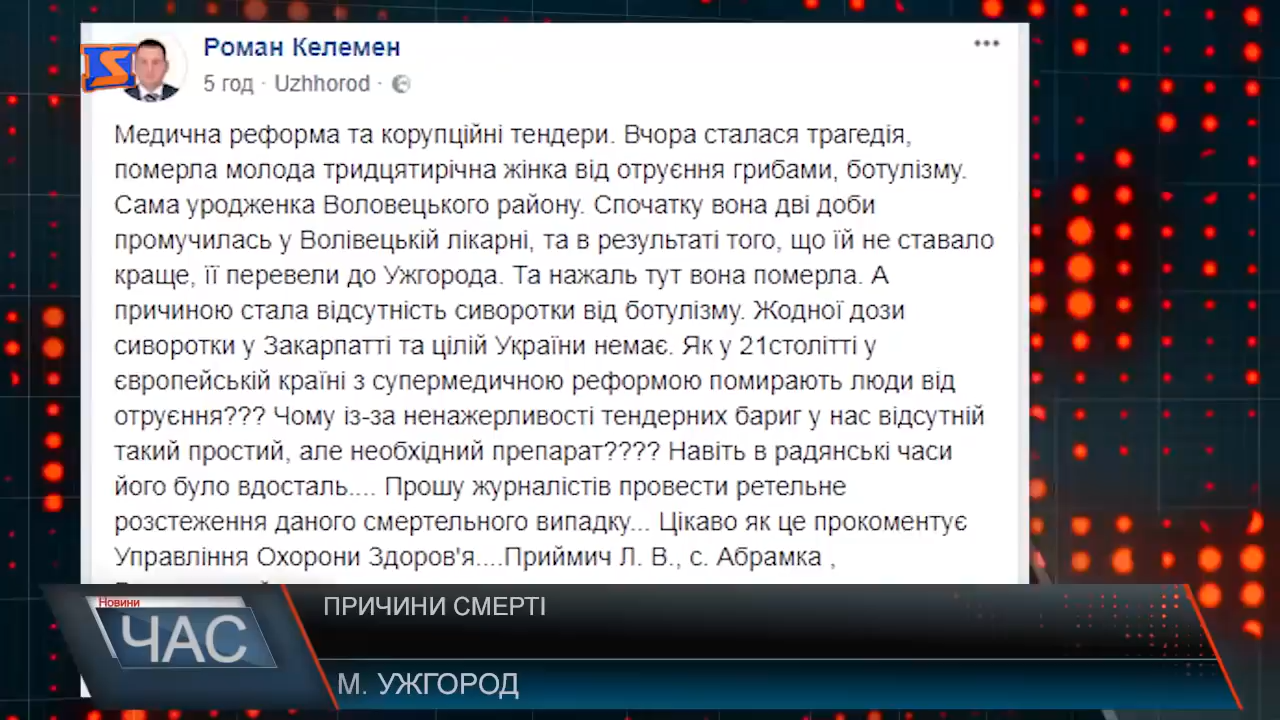 Роман Келемен
5 год · Uzhhorod ·
Медична реформа та корупційні тендери. Вчора сталася трагедія,
померла молода тридцятирічна жінка від отруєння грибами, ботулізму.
Сама уродженка Воловецького району. Спочатку вона дві доби
промучилась у Волівецькій лікарні, та в результаті того, що їй не ставало
краще, її перевели до Ужгорода. Та нажаль тут вона померла. А
причиною стала відсутність сиворотки від ботулізму. Жодної дози
сиворотки у Закарпатті та цілій України немає. Як у 21столітті у
європейській країні з супермедичною реформою помирають люди від
отруєння??? Чому із-за ненажерливості тендерних бариг у нас відсутній
такий простий, але необхідний препарат???? Навіть в радянські часи
його було вдосталь.... Прошу журналістів провести ретельне
розстеження даного смертельного випадку... Цікаво як це прокоментує
Управління Охорони Здоров'я....Приймич Л. В., с. Абрамка ,
Новини
ЧАС
ПРИЧИНИ СМЕРТІ
М. УЖГОРОД